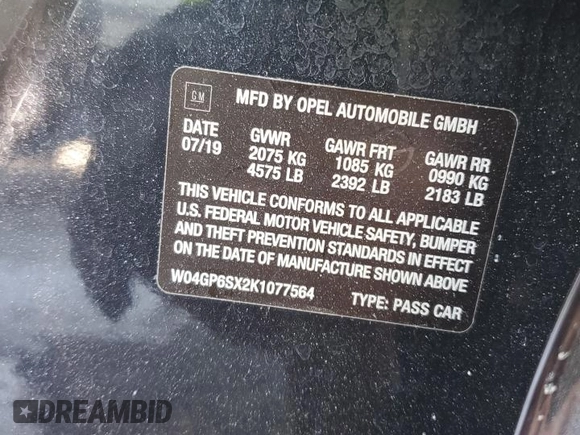 GM
MFD BY OPEL AUTOMOBILE GMBH
DATE GVWR GAWR FRT GAWR RR
07/19 2075 KG 1085 KG 0990 KG
4575 LB 2392 LB 2183 LB
THIS VEHICLE CONFORMS TO ALL APPLICABLE
U.S. FEDERAL MOTOR VEHICLE SAFETY, BUMPER
AND THEFT PREVENTION STANDARDS IN EFFECT
ON THE DATE OF MANUFACTURE SHOWN ABOVE
W04GP6SX2K1077564 TYPE: PASS CAR
DREAMBID